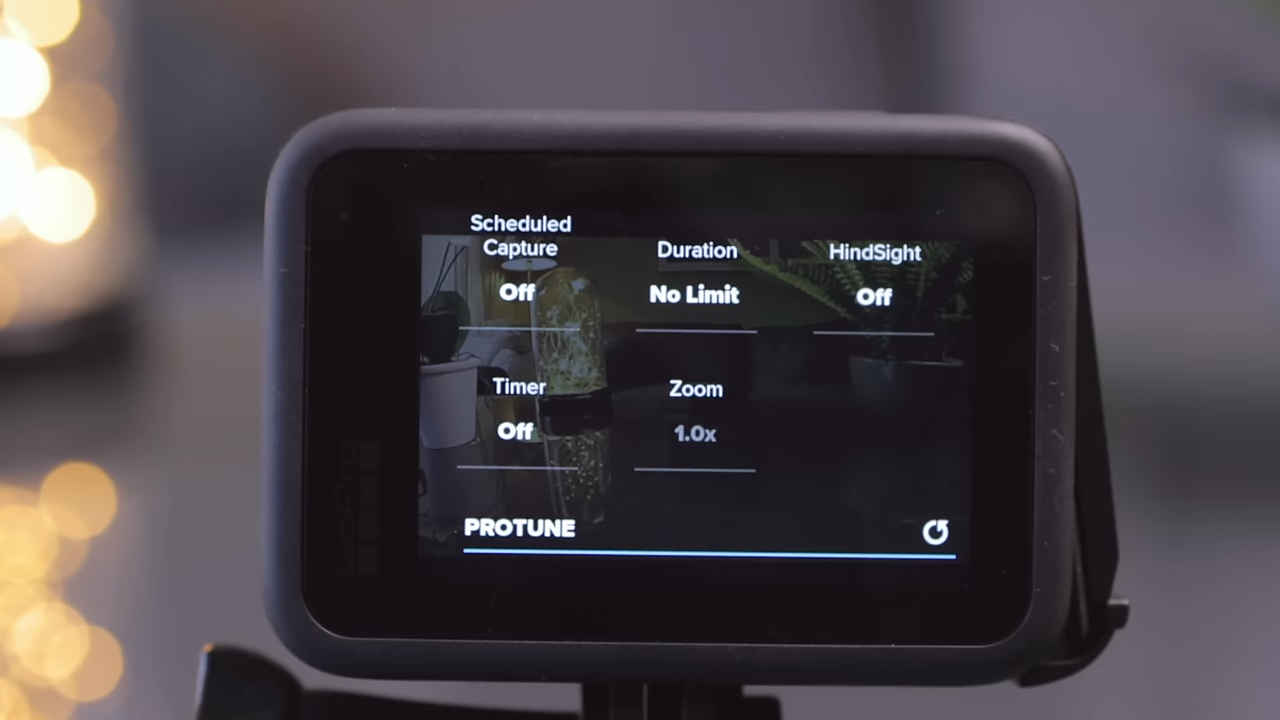 Scheduled
Capture
Duration
HindSight
Off
No Limit
Off
Timer
Zoom
Off
1.0x
PROTUNE